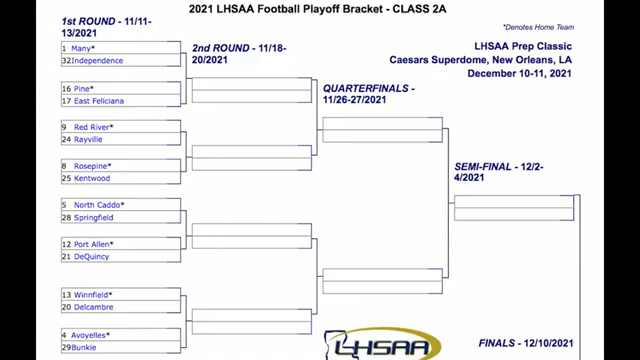 2021 LHSAA Football Playoff Bracket - CLASS 2A
*Denotes Home Team
1st ROUND - 11/11-
13/2021
2nd ROUND - 11/18-
20/2021
LHSAA Prep Classic
Caesars Superdome, New Orleans, LA
December 10-11, 2021
QUARTERFINALS -
11/26-27/2021
SEMI-FINAL - 12/2-
4/2021
1 Many*
32 Independence
16 Pine*
17 East Feliciana
9 Red River*
24 Rayville
8 Rosepine*
25 Kentwood
5 North Caddo*
28 Springfield
12 Port Allen*
21 DeQuincy
13 Winnfield*
20 Delcambre
4 Avoyelles*
29 Bunkie
LHSAA
FINALS - 12/10/2021